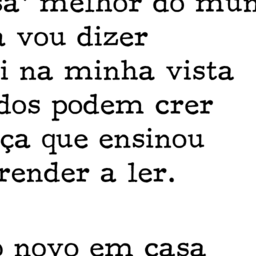 sa' melhor do mun
a vou dizer
i na minha vista,
dos podem crer
ça que ensinou
render a ler.
o novo em casa